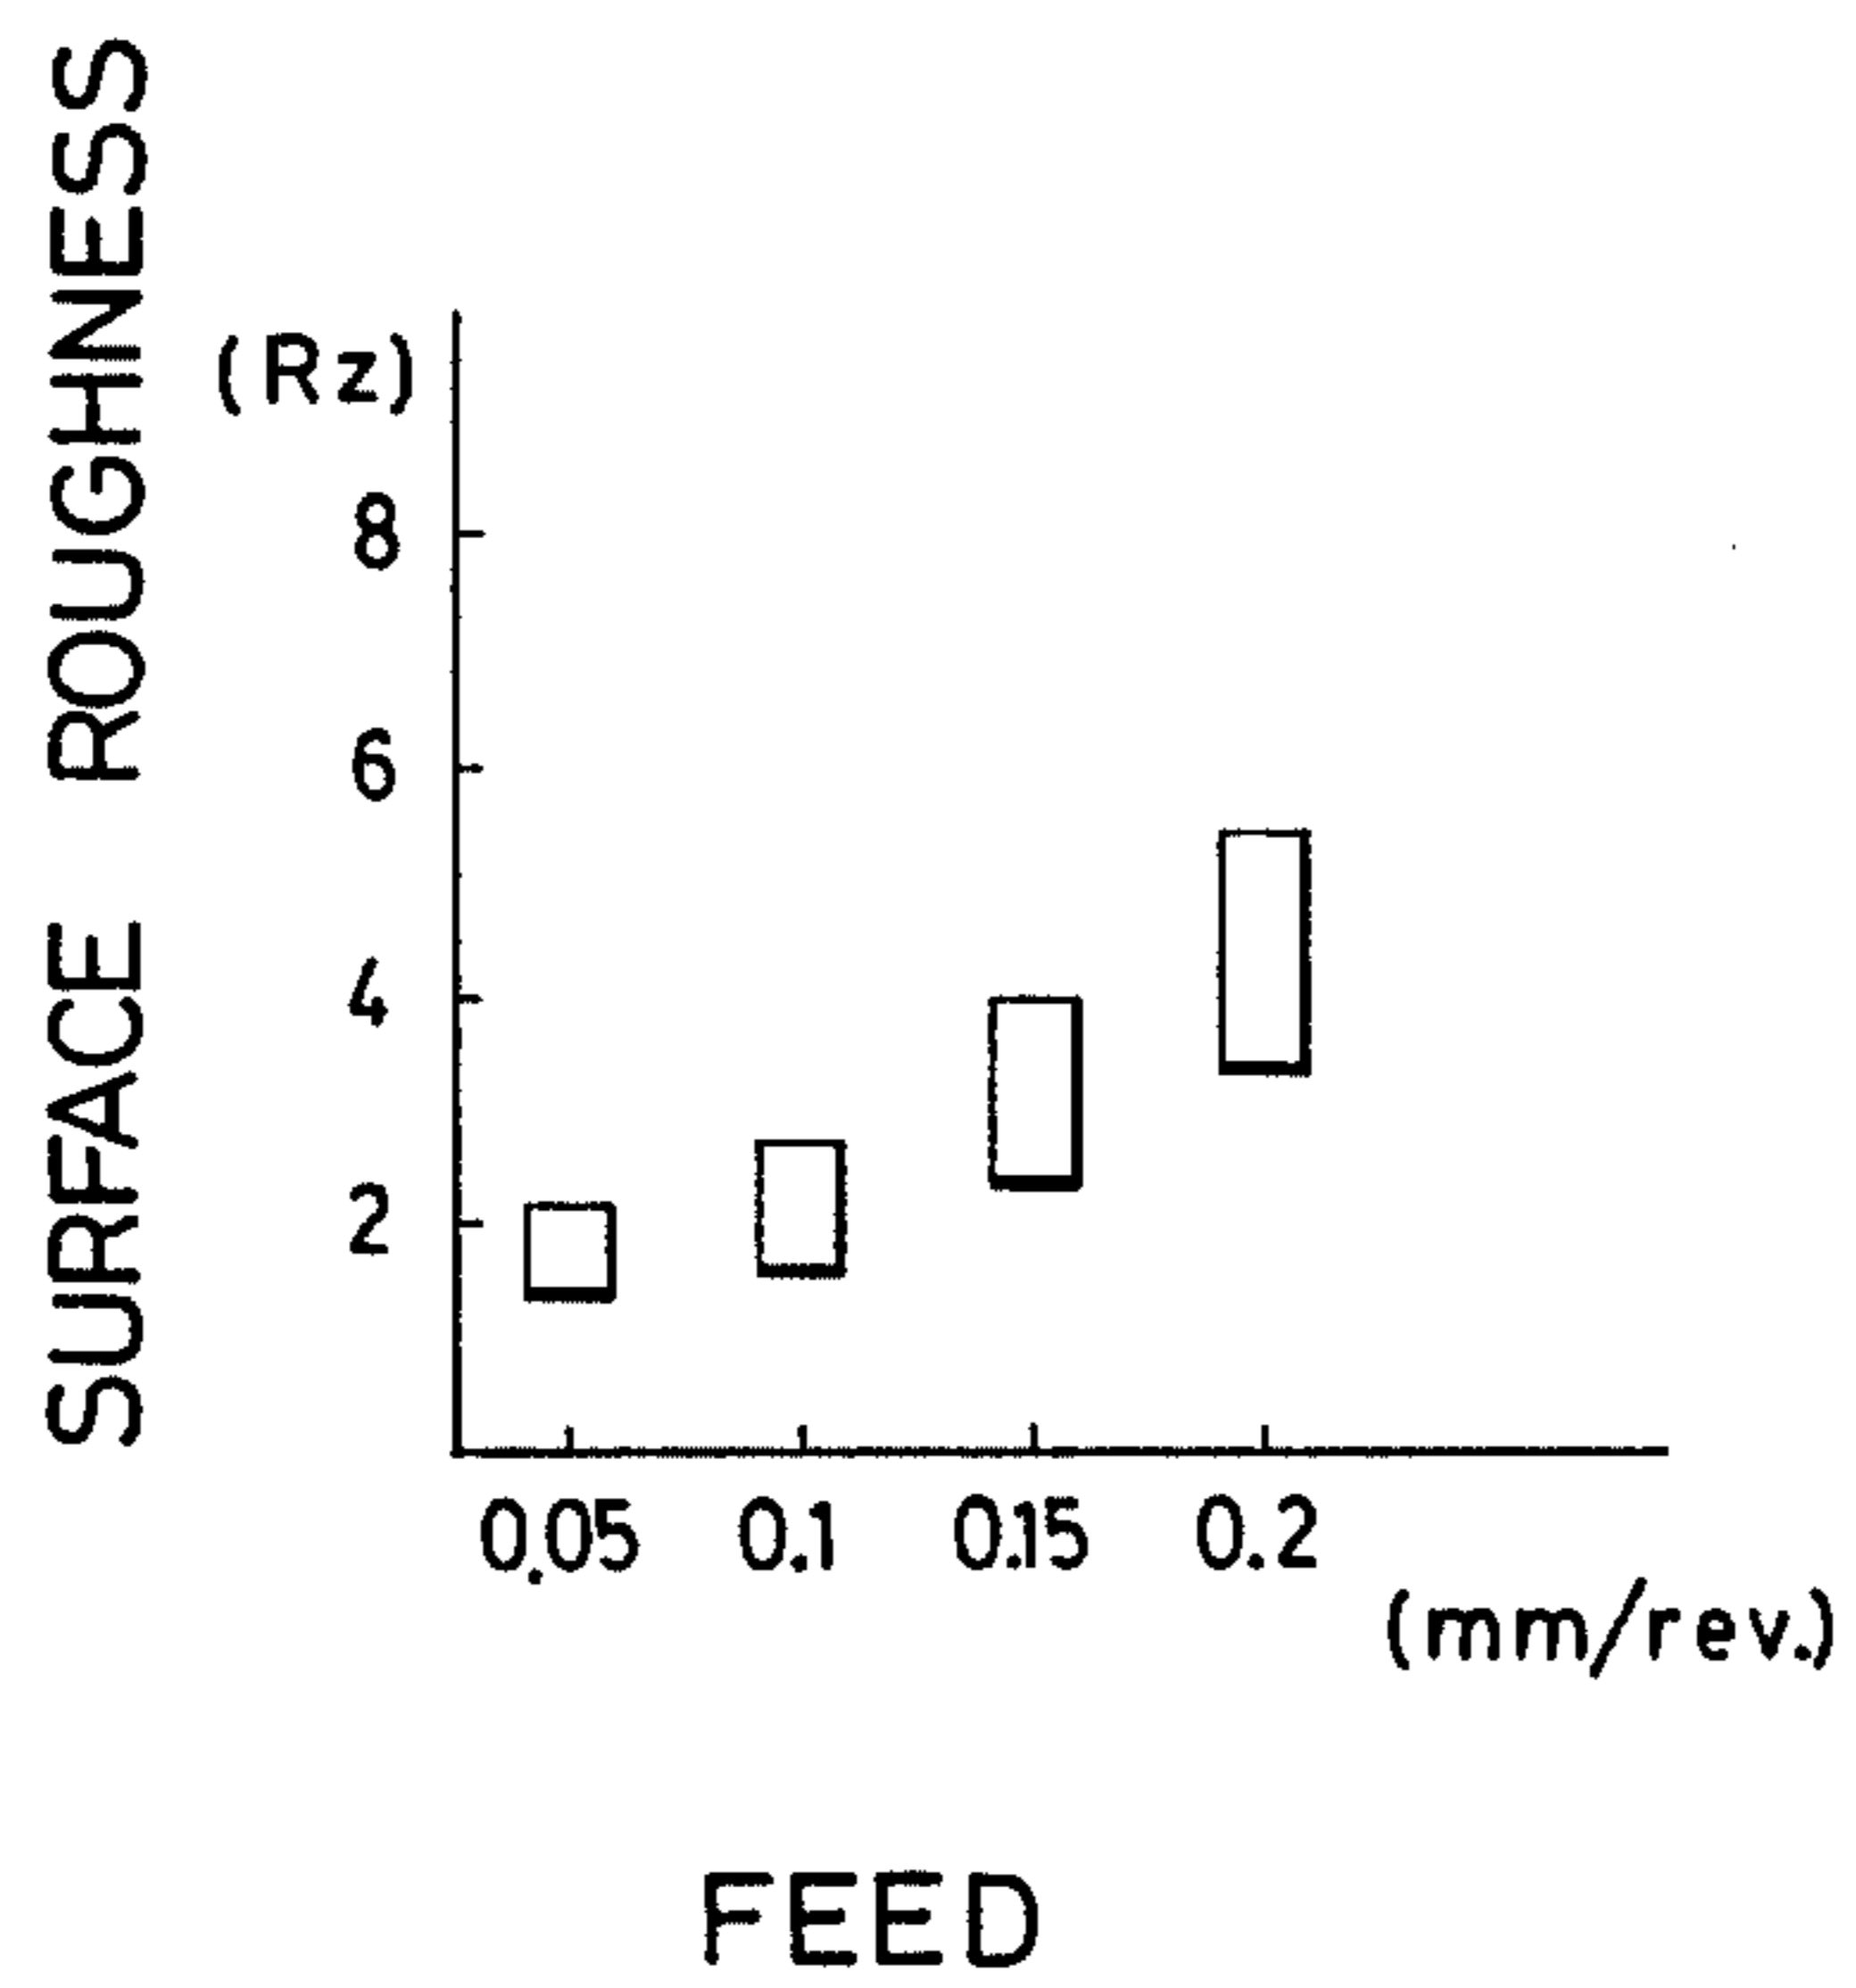 SURFACE ROUGHNESS
(Rz)
8
6
4
2
0.05 0.1 0.15 0.2
(mm/rev.)
FEED